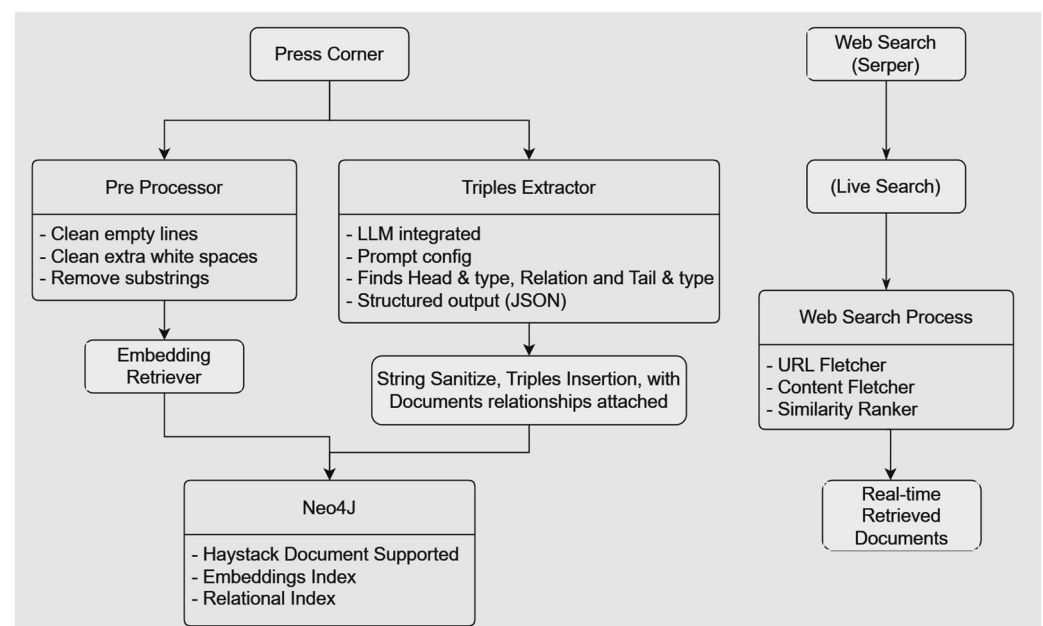 Press Corner
Web Search
(Serper)
Pre Processor
- Clean empty lines
- Clean extra white spaces
- Remove substrings
Triples Extractor
- LLM integrated
- Prompt config
- Finds Head & type, Relation and Tail & type
- Structured output (JSON)
(Live Search)
Embedding
Retriever
String Sanitize, Triples Insertion, with
Documents relationships attached
Web Search Process
- URL Fletcher
- Content Fletcher
- Similarity Ranker
Neo4J
- Haystack Document Supported
- Embeddings Index
- Relational Index
Real-time
Retrieved
Documents